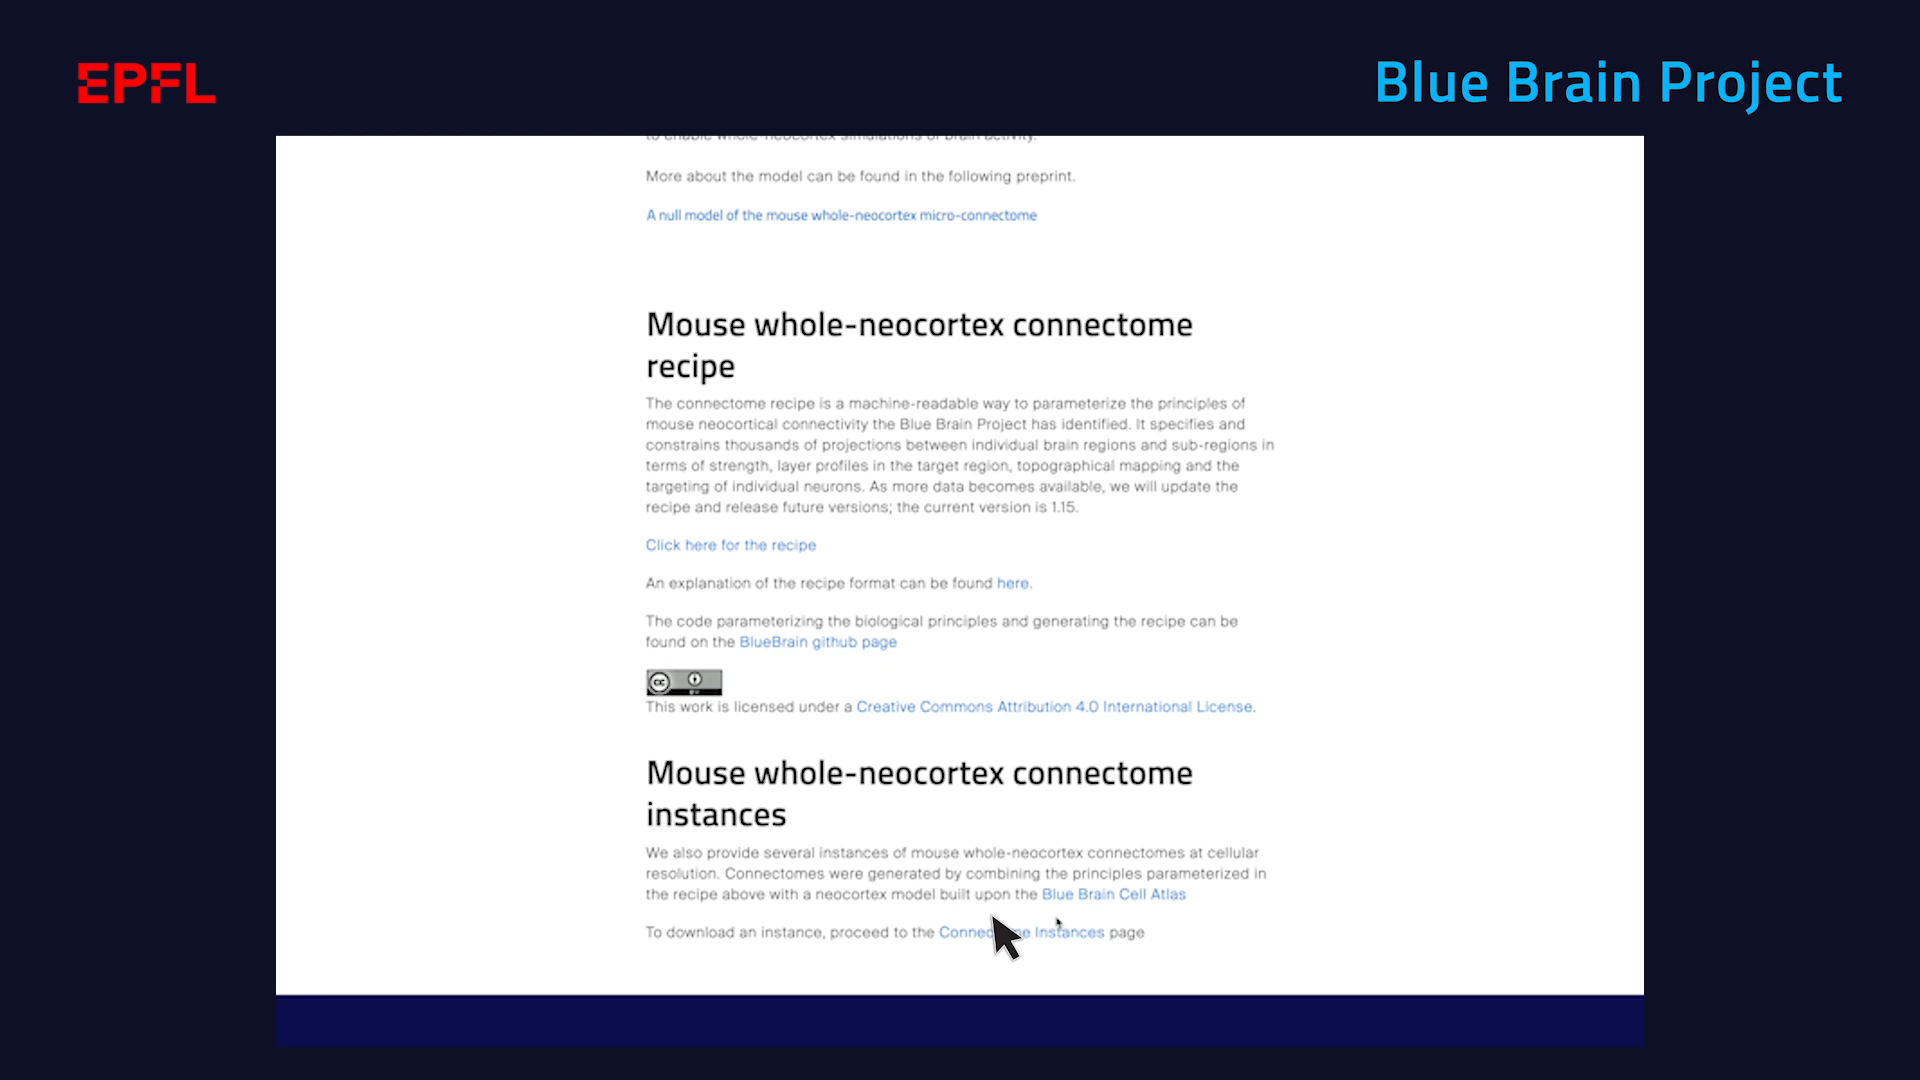 EPFL
Blue Brain Project
to enable whole-neocortex simulations of brain activity.
More about the model can be found in the following preprint.
A null model of the mouse whole-neocortex micro-connectome
Mouse whole-neocortex connectome
recipe
The connectome recipe is a machine-readable way to parameterize the principles of
mouse neocortical connectivity the Blue Brain Project has identified. It specifies and
constrains thousands of projections between individual brain regions and sub-regions in
terms of strength, layer profiles in the target region, topographical mapping and the
targeting of individual neurons. As more data becomes available, we will update the
recipe and release future versions; the current version is 1.15.
Click here for the recipe
An explanation of the recipe format can be found here.
The code parameterizing the biological principles and generating the recipe can be
found on the BlueBrain github page
cc
This work is licensed under a Creative Commons Attribution 4.0 International License.
Mouse whole-neocortex connectome
instances
We also provide several instances of mouse whole-neocortex connectomes at cellular
resolution. Connectomes were generated by combining the principles parameterized in
the recipe above with a neocortex model built upon the Blue Brain Cell Atlas
To download an instance, proceed to the Instances page